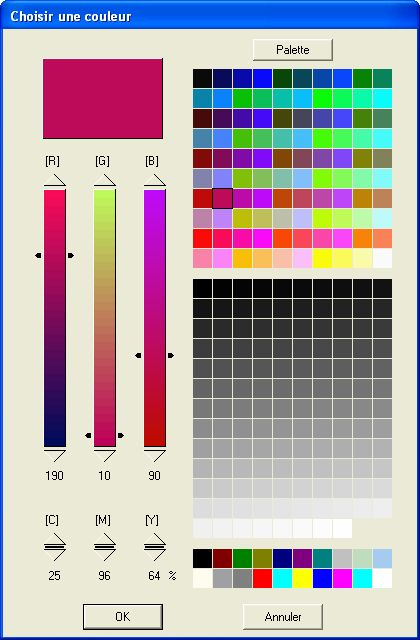 Choisir une couleur
Palette
[R] [G] [B]
190 10 90
[C] [M] [Y]
25 96 64 %
OK Annuler